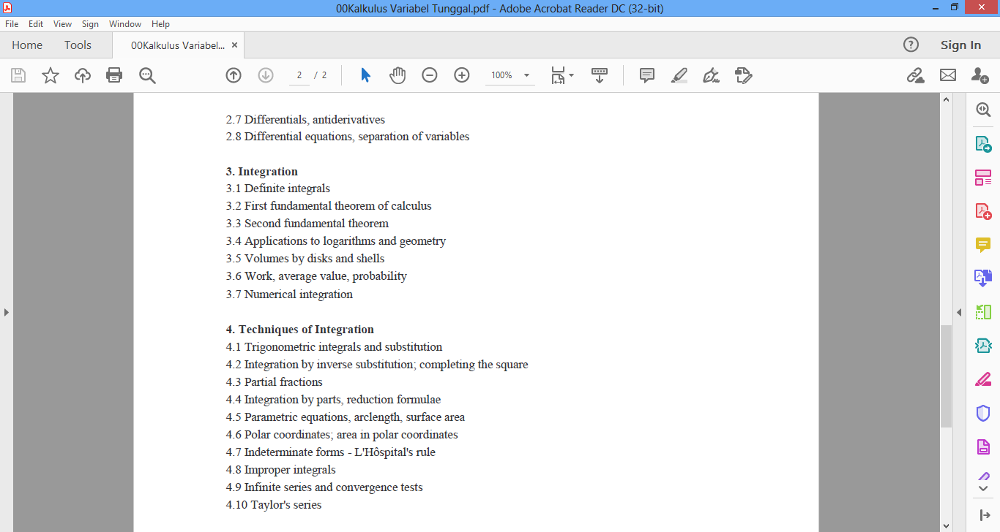 00Kalkulus Variabel Tunggal.pdf - Adobe Acrobat Reader DC (32-bit)
File Edit View Sign Window Help
Home Tools 00Kalkulus Variabel... × ? Sign In
2 / 2 100%
2.7 Differentials, antiderivatives
2.8 Differential equations, separation of variables
3. Integration
3.1 Definite integrals
3.2 First fundamental theorem of calculus
3.3 Second fundamental theorem
3.4 Applications to logarithms and geometry
3.5 Volumes by disks and shells
3.6 Work, average value, probability
3.7 Numerical integration
4. Techniques of Integration
4.1 Trigonometric integrals and substitution
4.2 Integration by inverse substitution; completing the square
4.3 Partial fractions
4.4 Integration by parts, reduction formulae
4.5 Parametric equations, arclength, surface area
4.6 Polar coordinates; area in polar coordinates
4.7 Indeterminate forms - L'Hôspital's rule
4.8 Improper integrals
4.9 Infinite series and convergence tests
4.10 Taylor's series